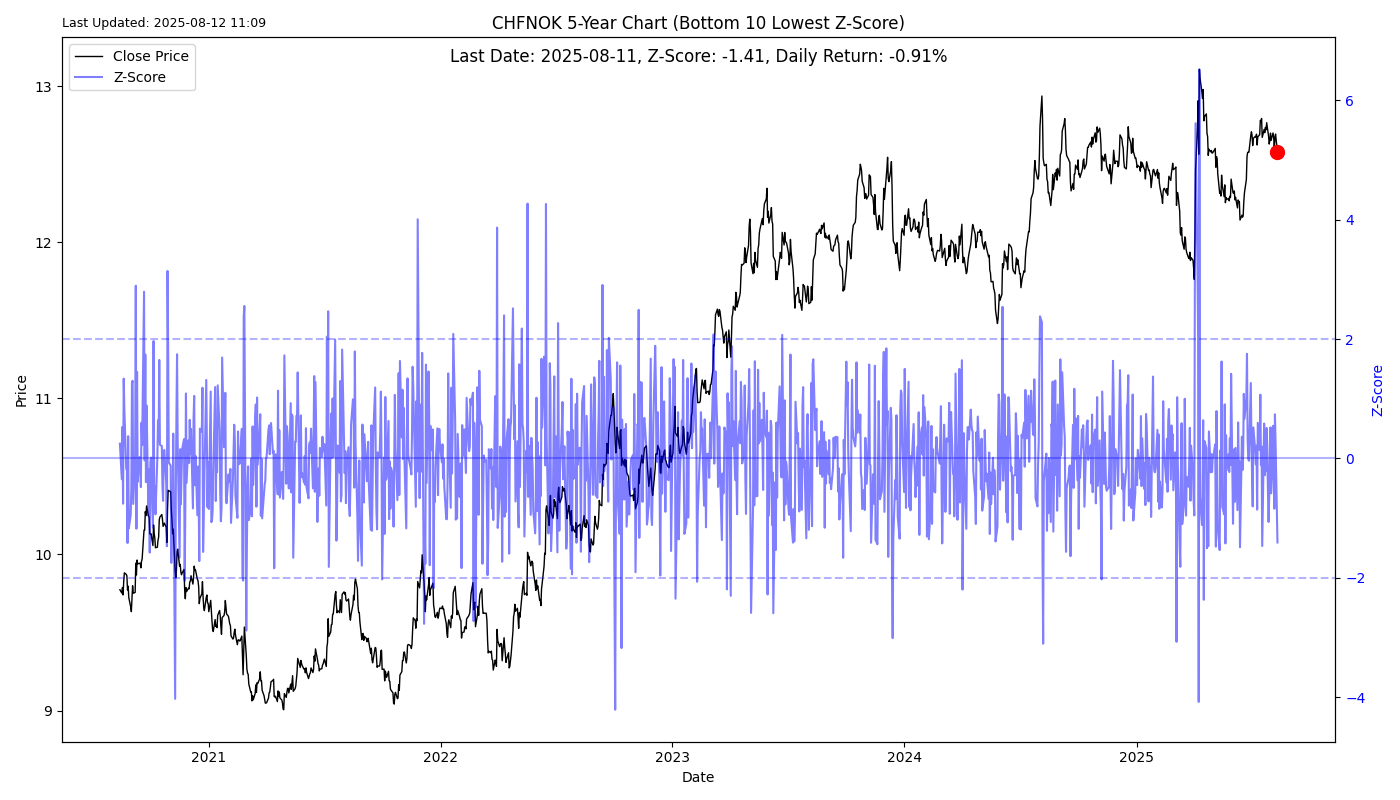 Last Updated: 2025-08-12 11:09
CHFNOK 5-Year Chart (Bottom 10 Lowest Z-Score)
Last Date: 2025-08-11, Z-Score: -1.41, Daily Return: -0.91%
Close Price
Z-Score
Price
13
12
11
10
9
6
4
2
0
−2
−4
Z-Score
2021
2022
2023
2024
2025
Date